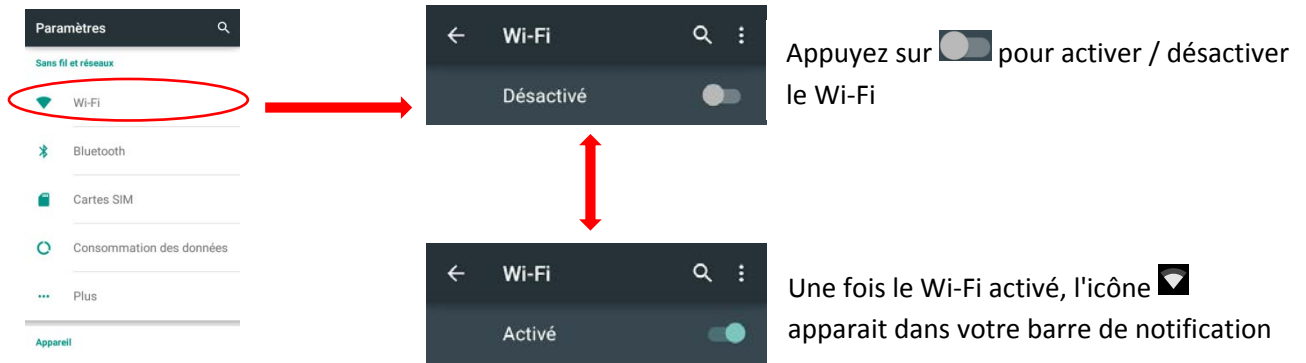 Paramètres
Sans fil et réseaux
Wi-Fi
Bluetooth
Cartes SIM
Consommation des données
Plus
Appareil
Wi-Fi
Désactivé
Appuyez sur pour activer / désactiver
le Wi-Fi
Wi-Fi
Activé
Une fois le Wi-Fi activé, l'icône
apparait dans votre barre de notification